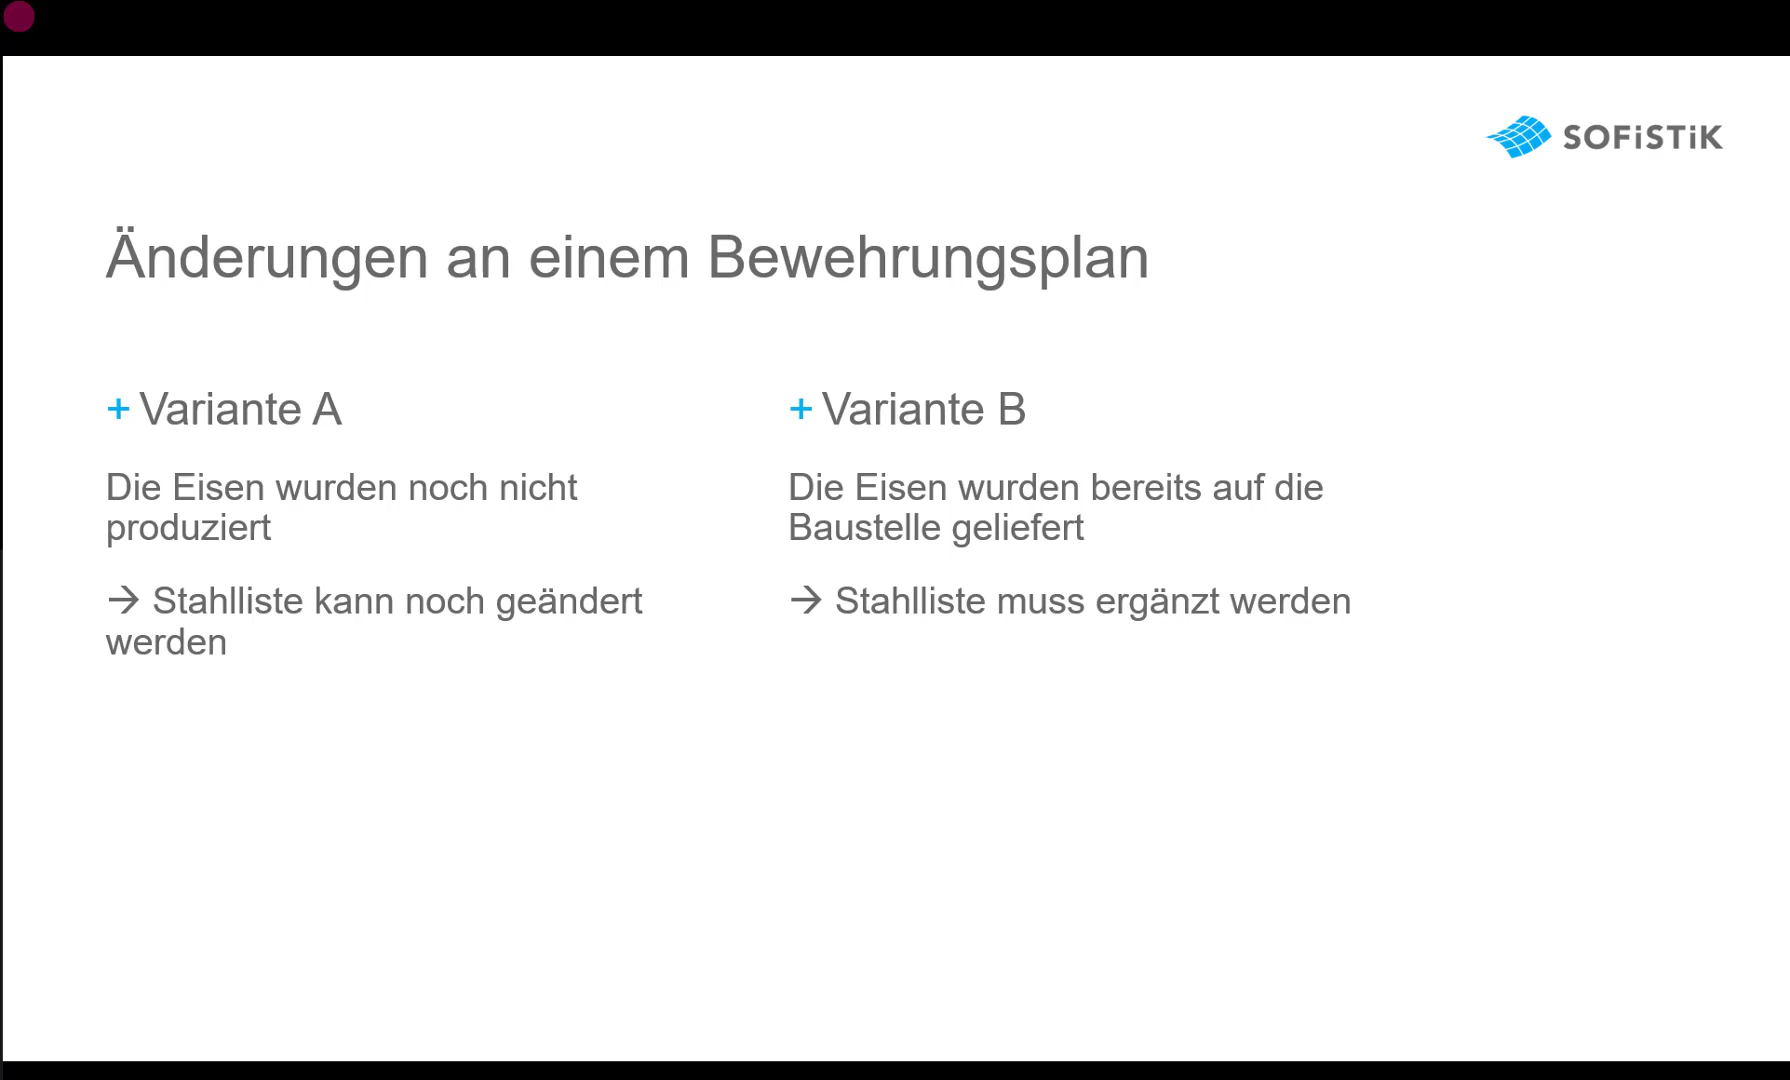 SOFiSTiK
Änderungen an einem Bewehrungsplan
+ Variante A
Die Eisen wurden noch nicht
produziert
→ Stahlliste kann noch geändert
werden
+ Variante B
Die Eisen wurden bereits auf die
Baustelle geliefert
→ Stahlliste muss ergänzt werden